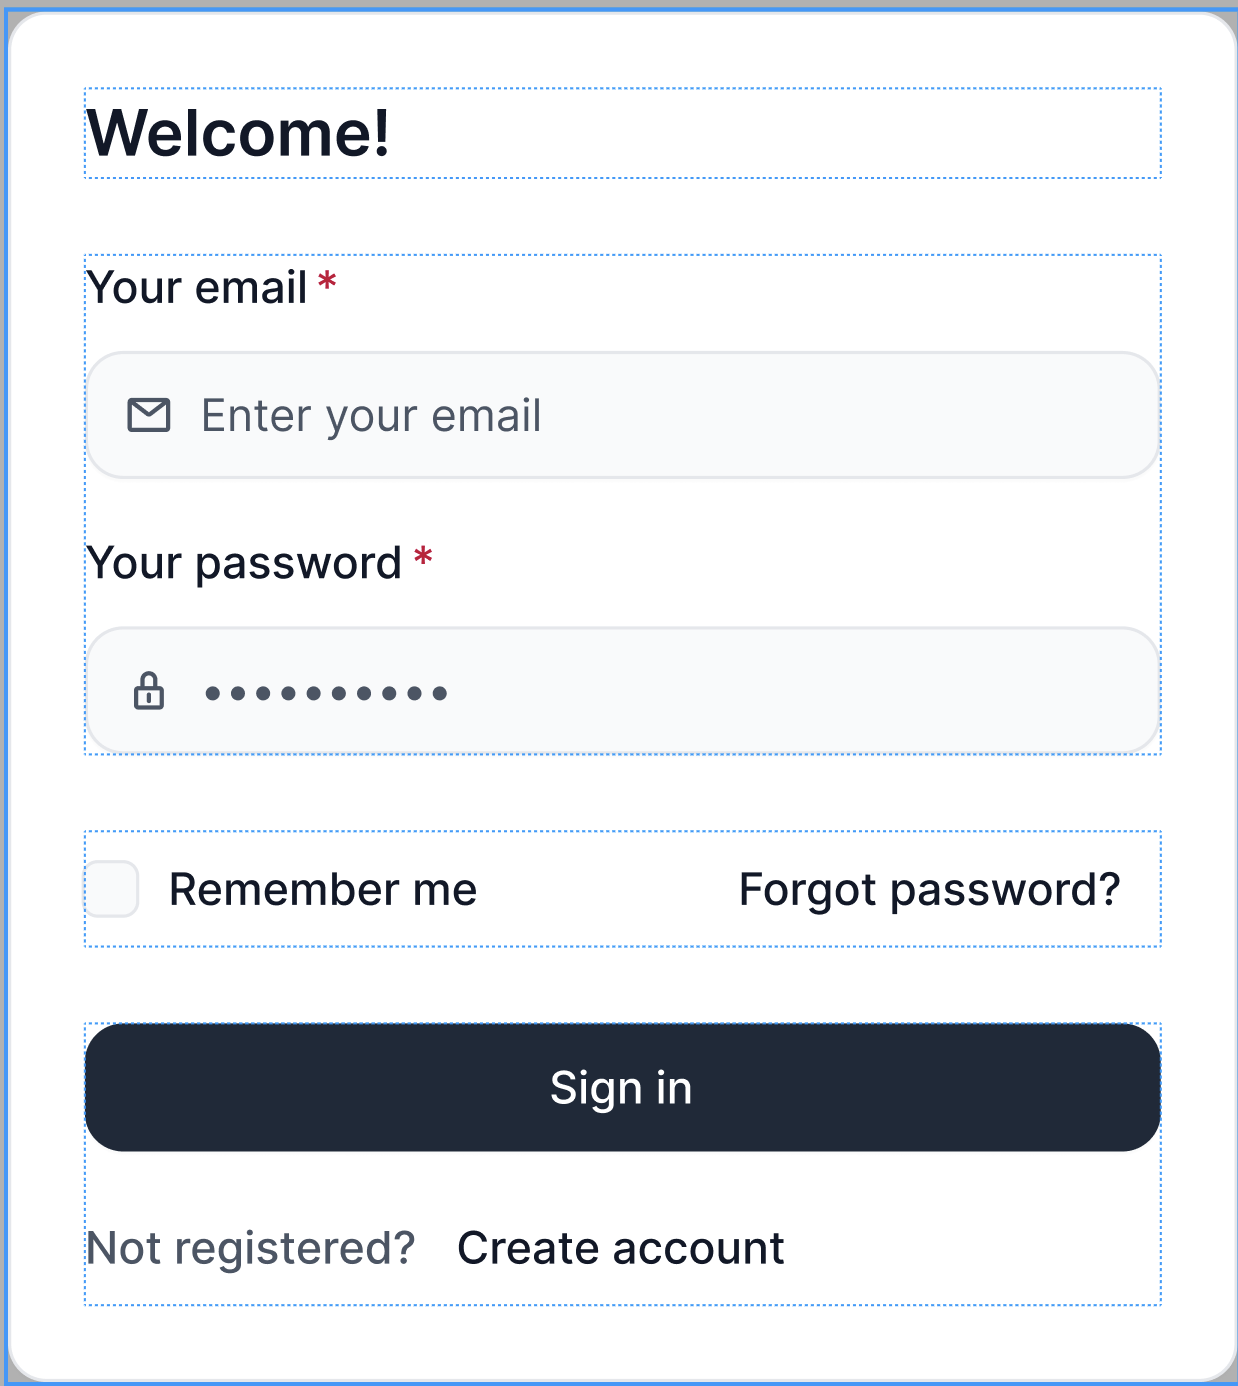 Welcome!
Your email *
Enter your email
Your password *
••••••••••
Remember me
Forgot password?
Sign in
Not registered? Create account